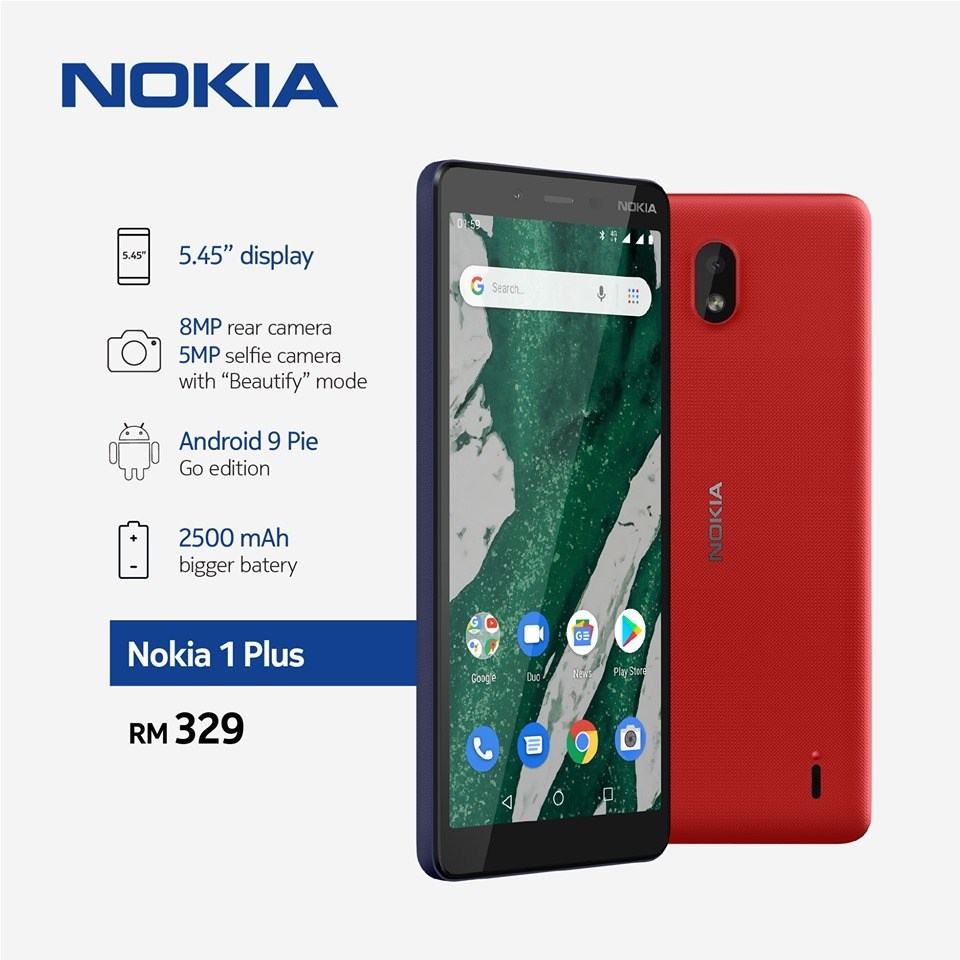 NOKIA
5.45"
5.45” display
8MP rear camera
5MP selfie camera
with “Beautify” mode
Android 9 Pie
Go edition
2500 mAh
bigger batery
Nokia 1 Plus
RM 329
NOKIA
01:59
4G
G Search...
GE
Google
Duo
News
Play Store
NOKIA